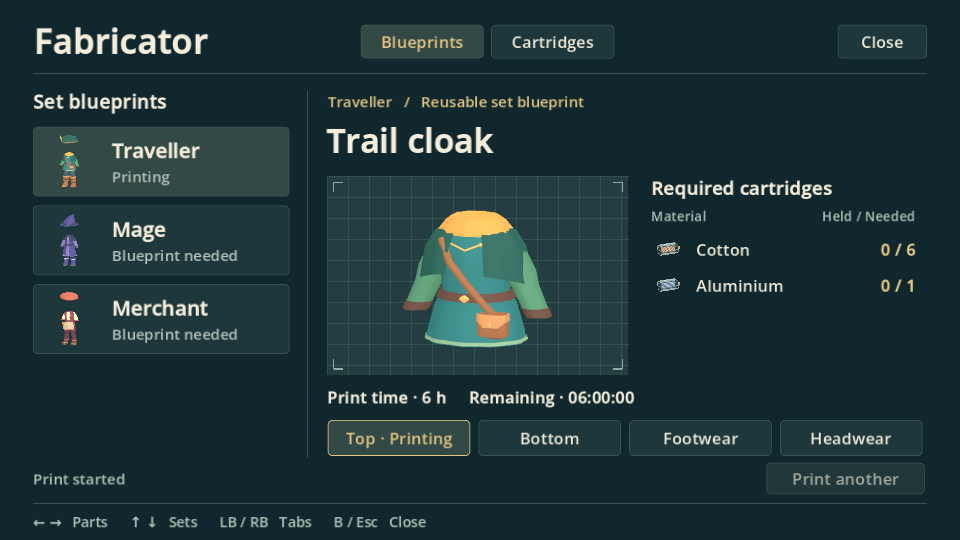 Fabricator
Blueprints
Cartridges
Close
Set blueprints
Traveller
Printing
Mage
Blueprint needed
Merchant
Blueprint needed
Traveller / Reusable set blueprint
Trail cloak
Required cartridges
Material Held / Needed
Cotton 0 / 6
Aluminium 0 / 1
Print time · 6 h Remaining · 06:00:00
Top · Printing
Bottom
Footwear
Headwear
Print started
Print another
← → Parts ↑ ↓ Sets LB / RB Tabs B / Esc Close